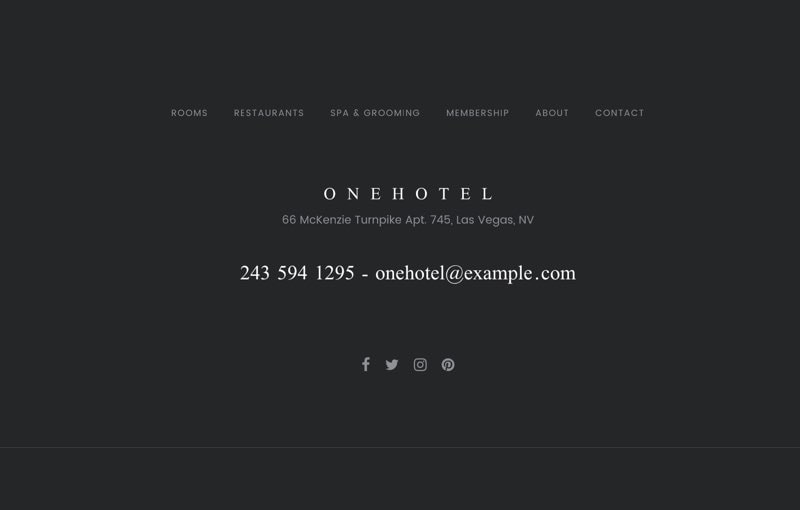 ROOMS RESTAURANTS SPA & GROOMING MEMBERSHIP ABOUT CONTACT
ONEHOTEL
66 McKenzie Turnpike Apt. 745, Las Vegas, NV
243 594 1295 - onehotel@example.com